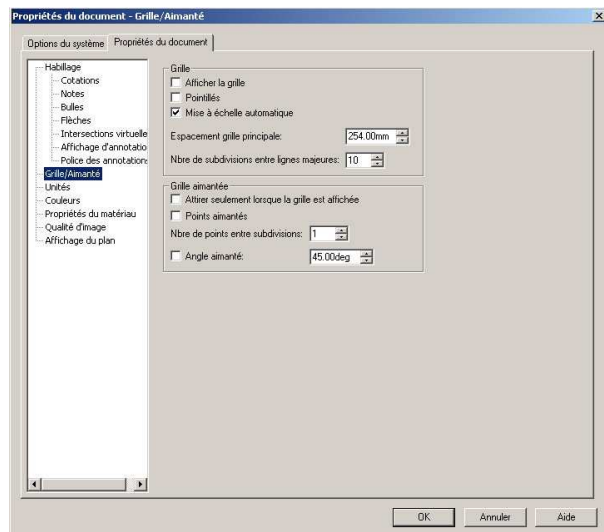 Propriétés du document - Grille/Aimanté
Options du système
Propriétés du document
Habillage
Cotations
Notes
Bulles
Flèches
Intersections virtuelle
Affichage d'annotatio
Police des annotation
Grille/Aimanté
Unités
Couleurs
Propriétés du matériau
Qualité d'image
Affichage du plan
Grille
Afficher la grille
Pointillés
Mise à échelle automatique
Espacement grille principale: 254.00mm
Nbre de subdivisions entre lignes majeures: 10
Grille aimantée
Attirer seulement lorsque la grille est affichée
Points aimantés
Nbre de points entre subdivisions: 1
Angle aimanté: 45.00deg
OK
Annuler
Aide